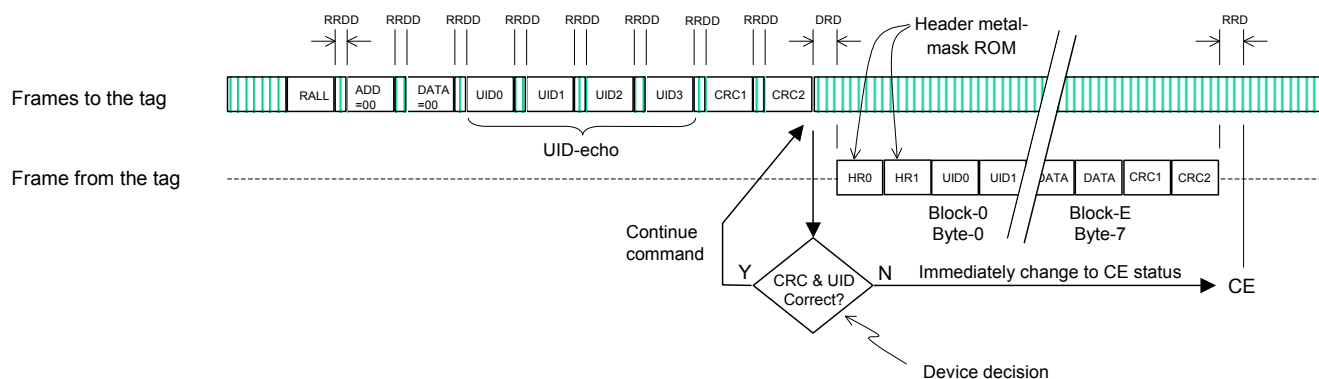 RRDD RRDD RRDD RRDD RRDD RRDD RRDD RRDD DRD RRD
Header metal-
mask ROM
Frames to the tag
RALL
ADD
=00
DATA
=00
UID0 UID1 UID2 UID3 CRC1 CRC2
UID-echo
Frame from the tag
HR0 HR1 UID0 UID1 DATA DATA CRC1 CRC2
Block-0
Byte-0
Block-E
Byte-7
Continue
command
Y
CRC & UID
Correct?
N
Immediately change to CE status
CE
Device decision